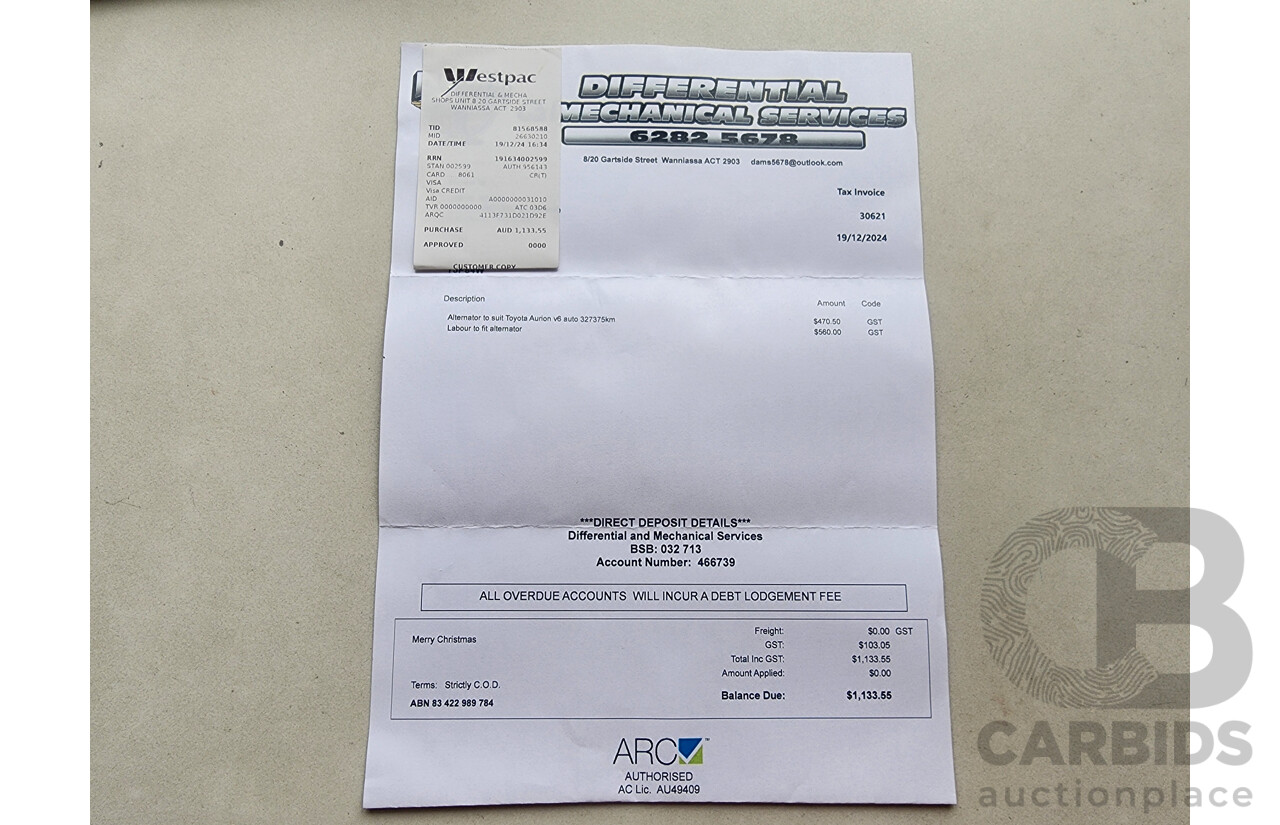 Westpac
DIFFERENTIAL & MECHA
SHOPS UNIT 8 20 GARTSIDE STREET
WANNIASSA ACT 2903
TID 81568588
MID 26630210
DATE/TIME 19/12/24 16:34
RRN 191634002599
STAN 002599 AUTH 956143
CARD 8061 CR(T)
VISA
Visa CREDIT
AID A0000000031010
TVR 0000000000 ATC 03D6
ARQC 4113F731D021D92E
PURCHASE AUD 1,133.55
APPROVED 0000
CUSTOMER COPY
DIFFERENTIAL
MECHANICAL SERVICES
6282 5678
8/20 Gartside Street Wanniassa ACT 2903 dams5678@outlook.com
Tax Invoice
30621
19/12/2024
Description Amount Code
Alternator to suit Toyota Aurion v6 auto 327375km $470.50 GST
Labour to fit alternator $560.00 GST
***DIRECT DEPOSIT DETAILS***
Differential and Mechanical Services
BSB: 032 713
Account Number: 466739
ALL OVERDUE ACCOUNTS WILL INCUR A DEBT LODGEMENT FEE
Merry Christmas
Freight: $0.00 GST
GST: $103.05
Total Inc GST: $1,133.55
Amount Applied: $0.00
Balance Due: $1,133.55
Terms: Strictly C.O.D.
ABN 83 422 989 784
ARC™
AUTHORISED
AC Lic. AU49409
CB
CARBIDS
auctionplace